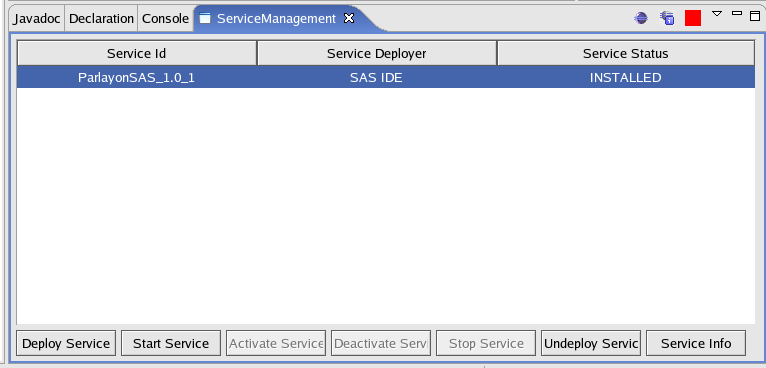 Javadoc Declaration Console ServiceManagement
Service Id Service Deployer Service Status
ParlayonSAS_1.0_1 SAS IDE INSTALLED
Deploy Service Start Service Activate Service Deactivate Servi Stop Service Undeploy Servic Service Info